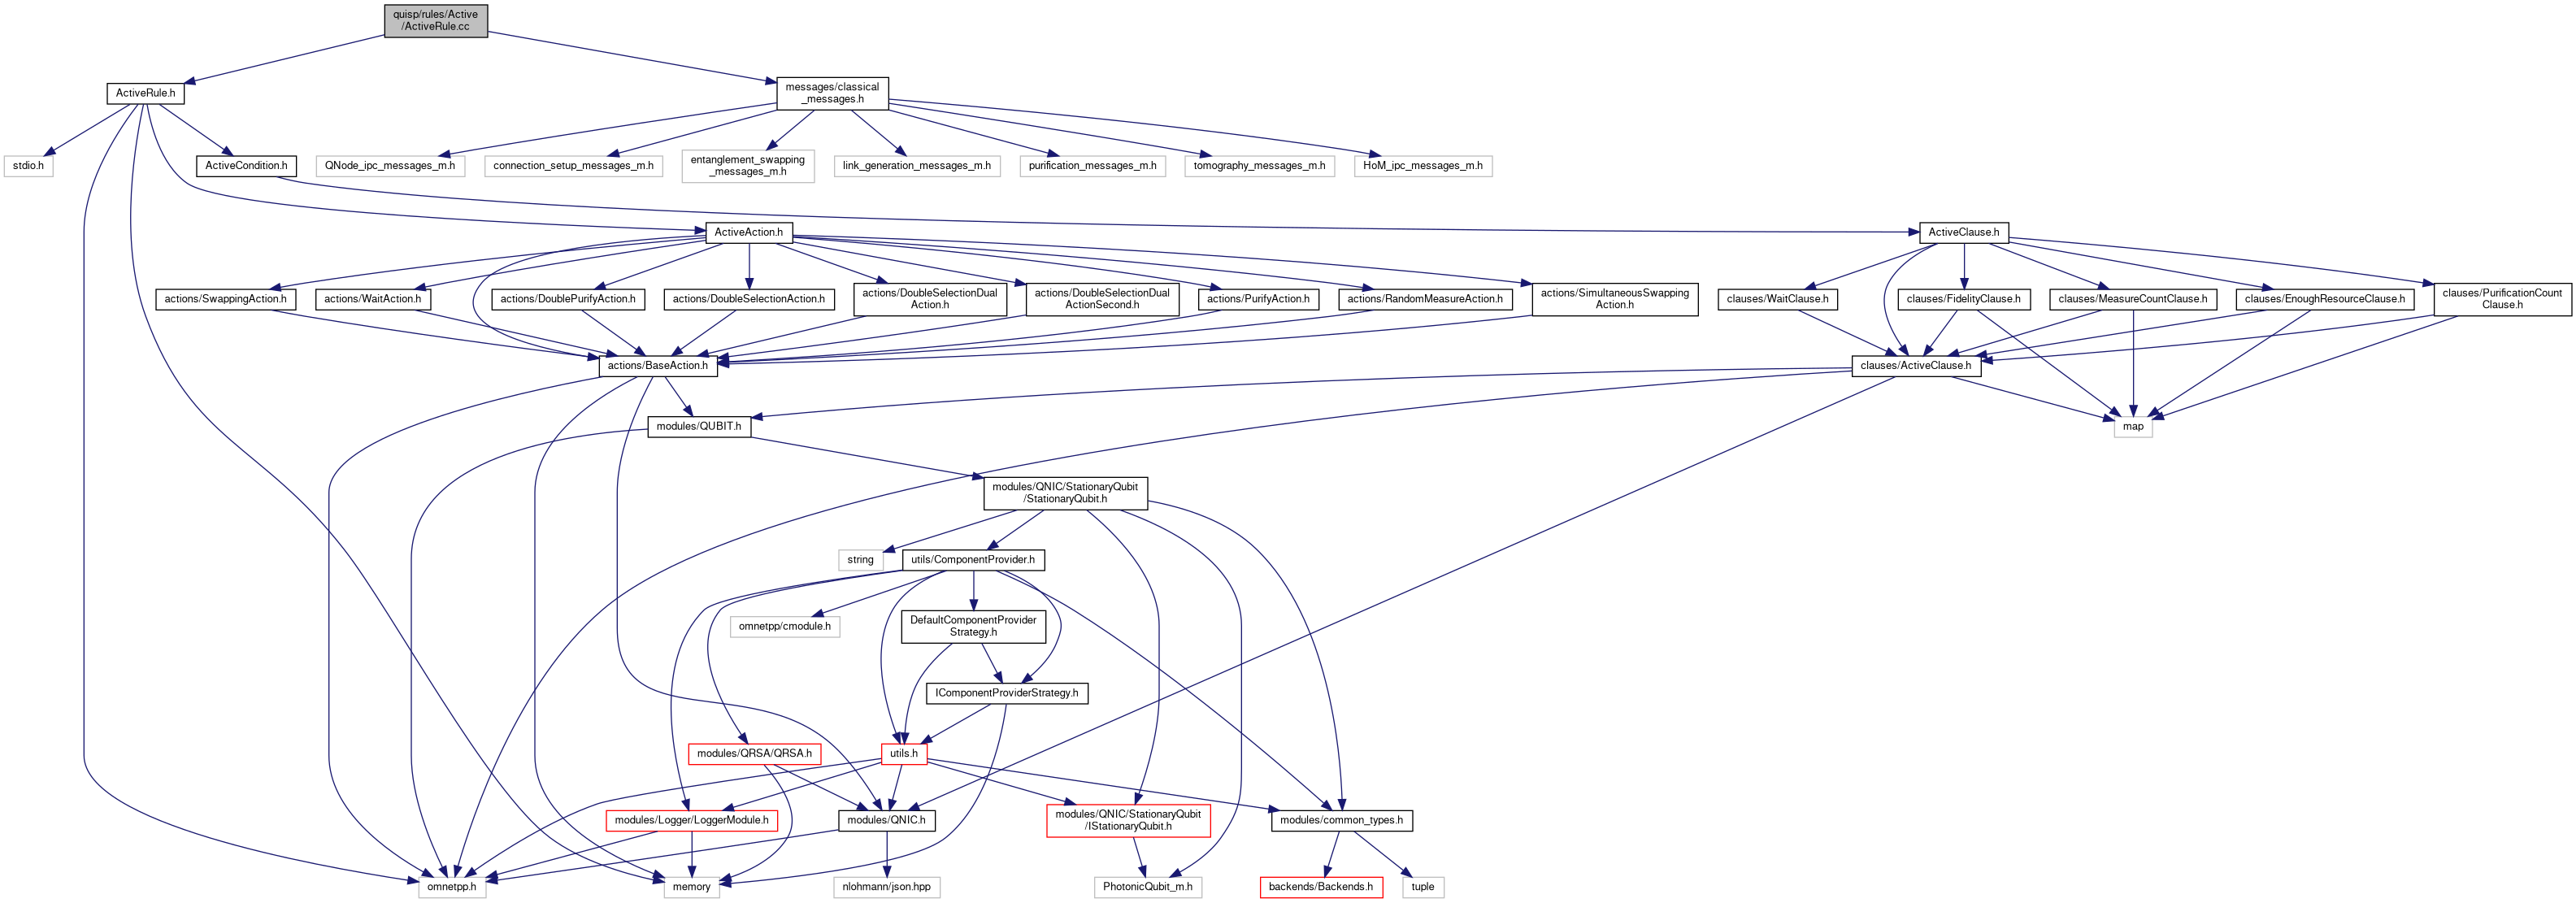 quisp/rules/Active
/ActiveRule.cc
ActiveRule.h
messages/classical
_messages.h
stdio.h
ActiveCondition.h
QNode_ipc_messages_m.h
connection_setup_messages_m.h
entanglement_swapping
_messages_m.h
link_generation_messages_m.h
purification_messages_m.h
tomography_messages_m.h
HoM_ipc_messages_m.h
ActiveAction.h
ActiveClause.h
actions/SwappingAction.h
actions/WaitAction.h
actions/DoublePurifyAction.h
actions/DoubleSelectionAction.h
actions/DoubleSelectionDual
Action.h
actions/DoubleSelectionDual
ActionSecond.h
actions/PurifyAction.h
actions/RandomMeasureAction.h
actions/SimultaneousSwapping
Action.h
clauses/WaitClause.h
clauses/FidelityClause.h
clauses/MeasureCountClause.h
clauses/EnoughResourceClause.h
clauses/PurificationCount
Clause.h
actions/BaseAction.h
clauses/ActiveClause.h
modules/QUBIT.h
map
modules/QNIC/StationaryQubit
/StationaryQubit.h
string
utils/ComponentProvider.h
omnetpp/cmodule.h
DefaultComponentProvider
Strategy.h
IComponentProviderStrategy.h
modules/QRSA/QRSA.h
utils.h
modules/Logger/LoggerModule.h
modules/QNIC.h
modules/QNIC/StationaryQubit
/IStationaryQubit.h
modules/common_types.h
omnetpp.h
memory
nlohmann/json.hpp
PhotonicQubit_m.h
backends/Backends.h
tuple